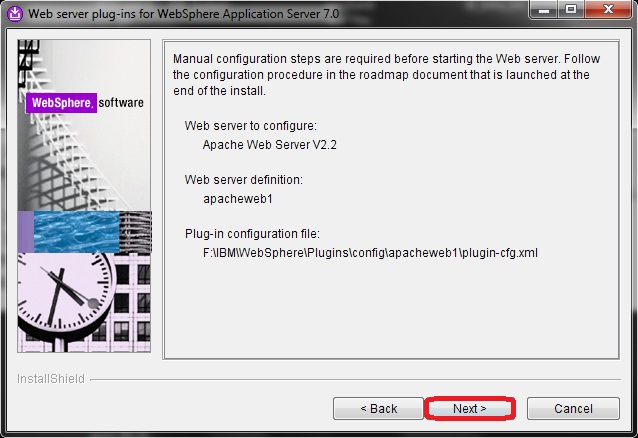 Web server plug-ins for WebSphere Application Server 7.0
Manual configuration steps are required before starting the Web server. Follow
the configuration procedure in the roadmap document that is launched at the
end of the install.
WebSphere. software
Web server to configure:
Apache Web Server V2.2
Web server definition:
apacheweb1
Plug-in configuration file:
F:\IBM\WebSphere\Plugins\config\apacheweb1\plugin-cfg.xml
InstallShield
< Back
Next >
Cancel